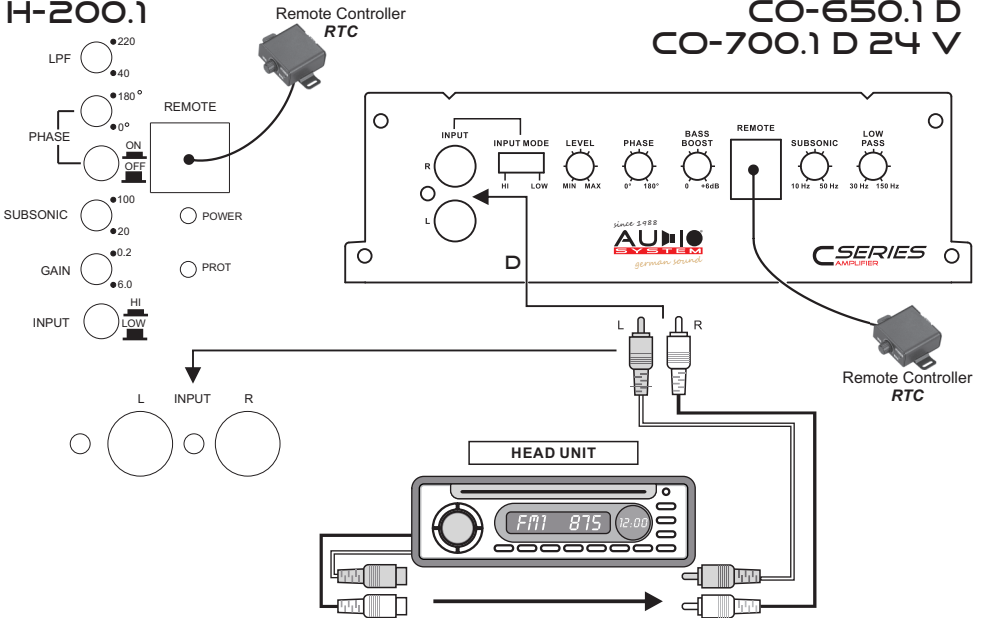 H-200.1
Remote Controller
RTC
CO-650.1 D
CO-700.1 D 24 V
LPF
220
40
PHASE
180°
0°
ON
OFF
REMOTE
SUBSONIC
100
20
POWER
GAIN
0.2
6.0
PROT
INPUT
HI
LOW
INPUT
R
L
INPUT MODE
HI LOW
LEVEL
MIN MAX
PHASE
0° 180°
BASS
BOOST
0 +6dB
REMOTE
SUBSONIC
10 Hz 50 Hz
LOW
PASS
30 Hz 150 Hz
since 1988
AUDIO®
SYSTEM
german sound
D
C SERIES
AMPLIFIER
L R
Remote Controller
RTC
L INPUT R
HEAD UNIT
FM1 875 12:00